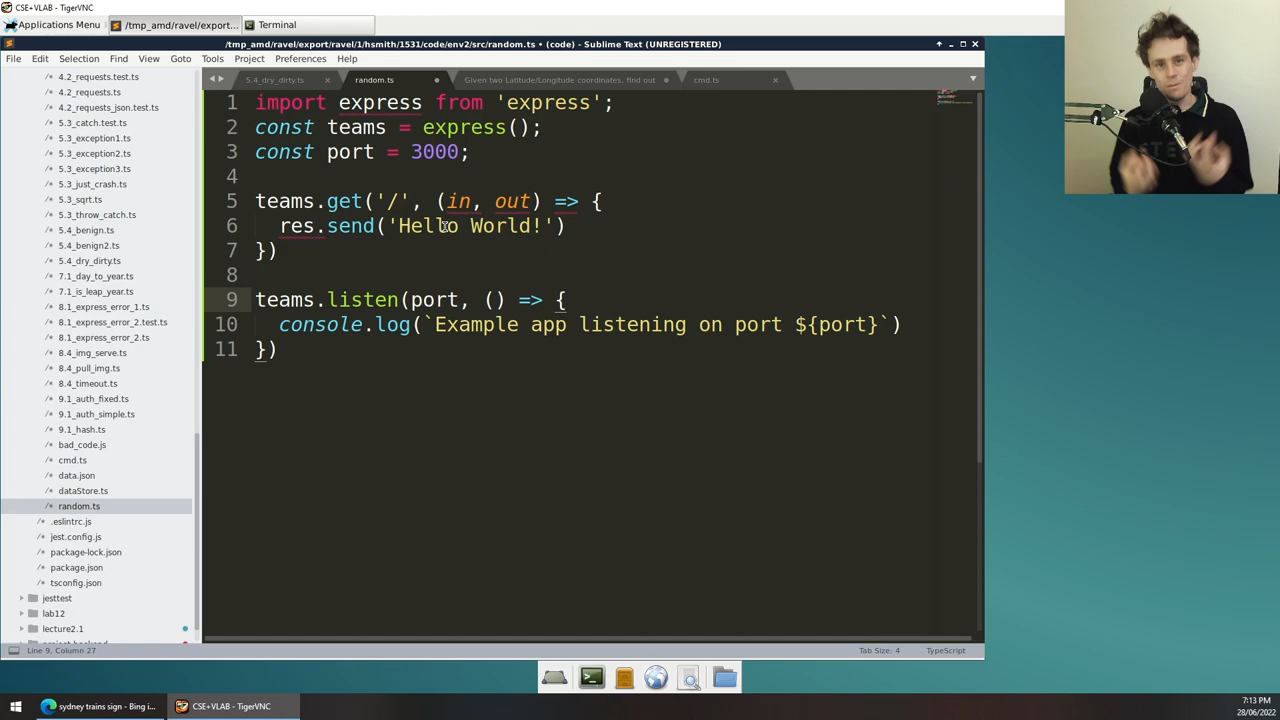 CSE+VLAB - TigerVNC
Applications Menu
/tmp_amd/ravel/export...
Terminal
/tmp_amd/ravel/export/ravel/1/hsmith/1531/code/env2/src/random.ts • (code) - Sublime Text (UNREGISTERED)
File Edit Selection Find View Goto Tools Project Preferences Help
5.4_dry_dirty.ts
random.ts
Given two Latitude/Longitude coordinates, find out
cmd.ts
4.2_requests.test.ts
4.2_requests.ts
4.2_requests_json.test.ts
5.3_catch.test.ts
5.3_exception1.ts
5.3_exception2.ts
5.3_exception3.ts
5.3_just_crash.ts
5.3_sqrt.ts
5.3_throw_catch.ts
5.4_benign.ts
5.4_benign2.ts
5.4_dry_dirty.ts
7.1_day_to_year.ts
7.1_is_leap_year.ts
8.1_express_error_1.ts
8.1_express_error_2.test.ts
8.1_express_error_2.ts
8.4_img_serve.ts
8.4_pull_img.ts
8.4_timeout.ts
9.1_auth_fixed.ts
9.1_auth_simple.ts
9.1_hash.ts
bad_code.js
cmd.ts
data.json
dataStore.ts
random.ts
.eslintrc.js
jest.config.js
package-lock.json
package.json
tsconfig.json
jesttest
lab12
lecture2.1
1 import express from 'express';
2 const teams = express();
3 const port = 3000;
4
5 teams.get('/', (in, out) => {
6 res.send('Hello World!')
7 })
8
9 teams.listen(port, () => {
10 console.log(`Example app listening on port ${port}`)
11 })
Line 9, Column 27
Tab Size: 4
TypeScript
sydney trains sign - Bing i...
CSE+VLAB - TigerVNC
7:13 PM
28/06/2022